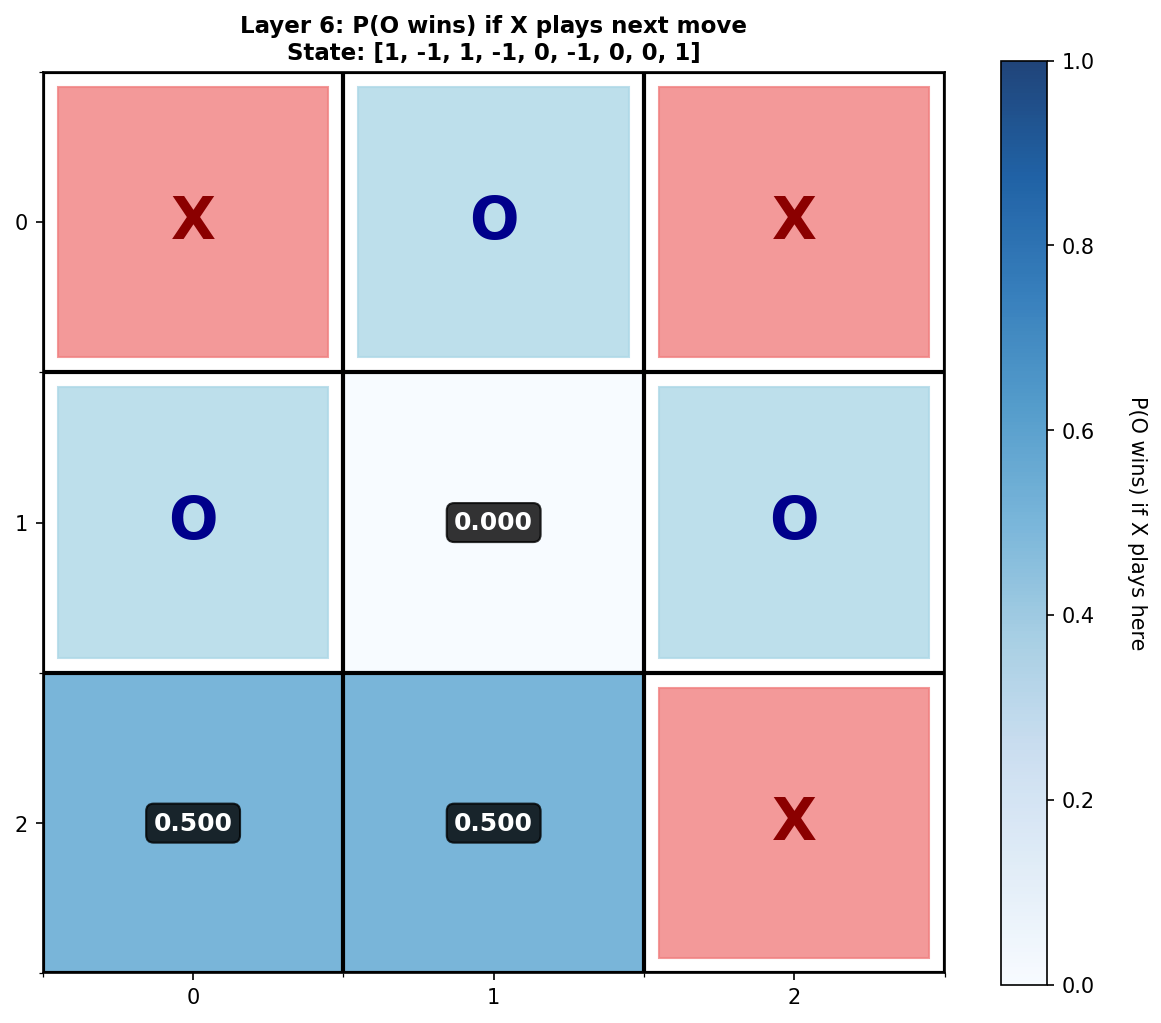 Layer 6: P(O wins) if X plays next move
State: [1, -1, 1, -1, 0, -1, 0, 0, 1]
0
X
O
X
1
O
0.000
O
2
0.500
0.500
X
0
1
2
1.0
0.8
0.6
0.4
0.2
0.0
P(O wins) if X plays here